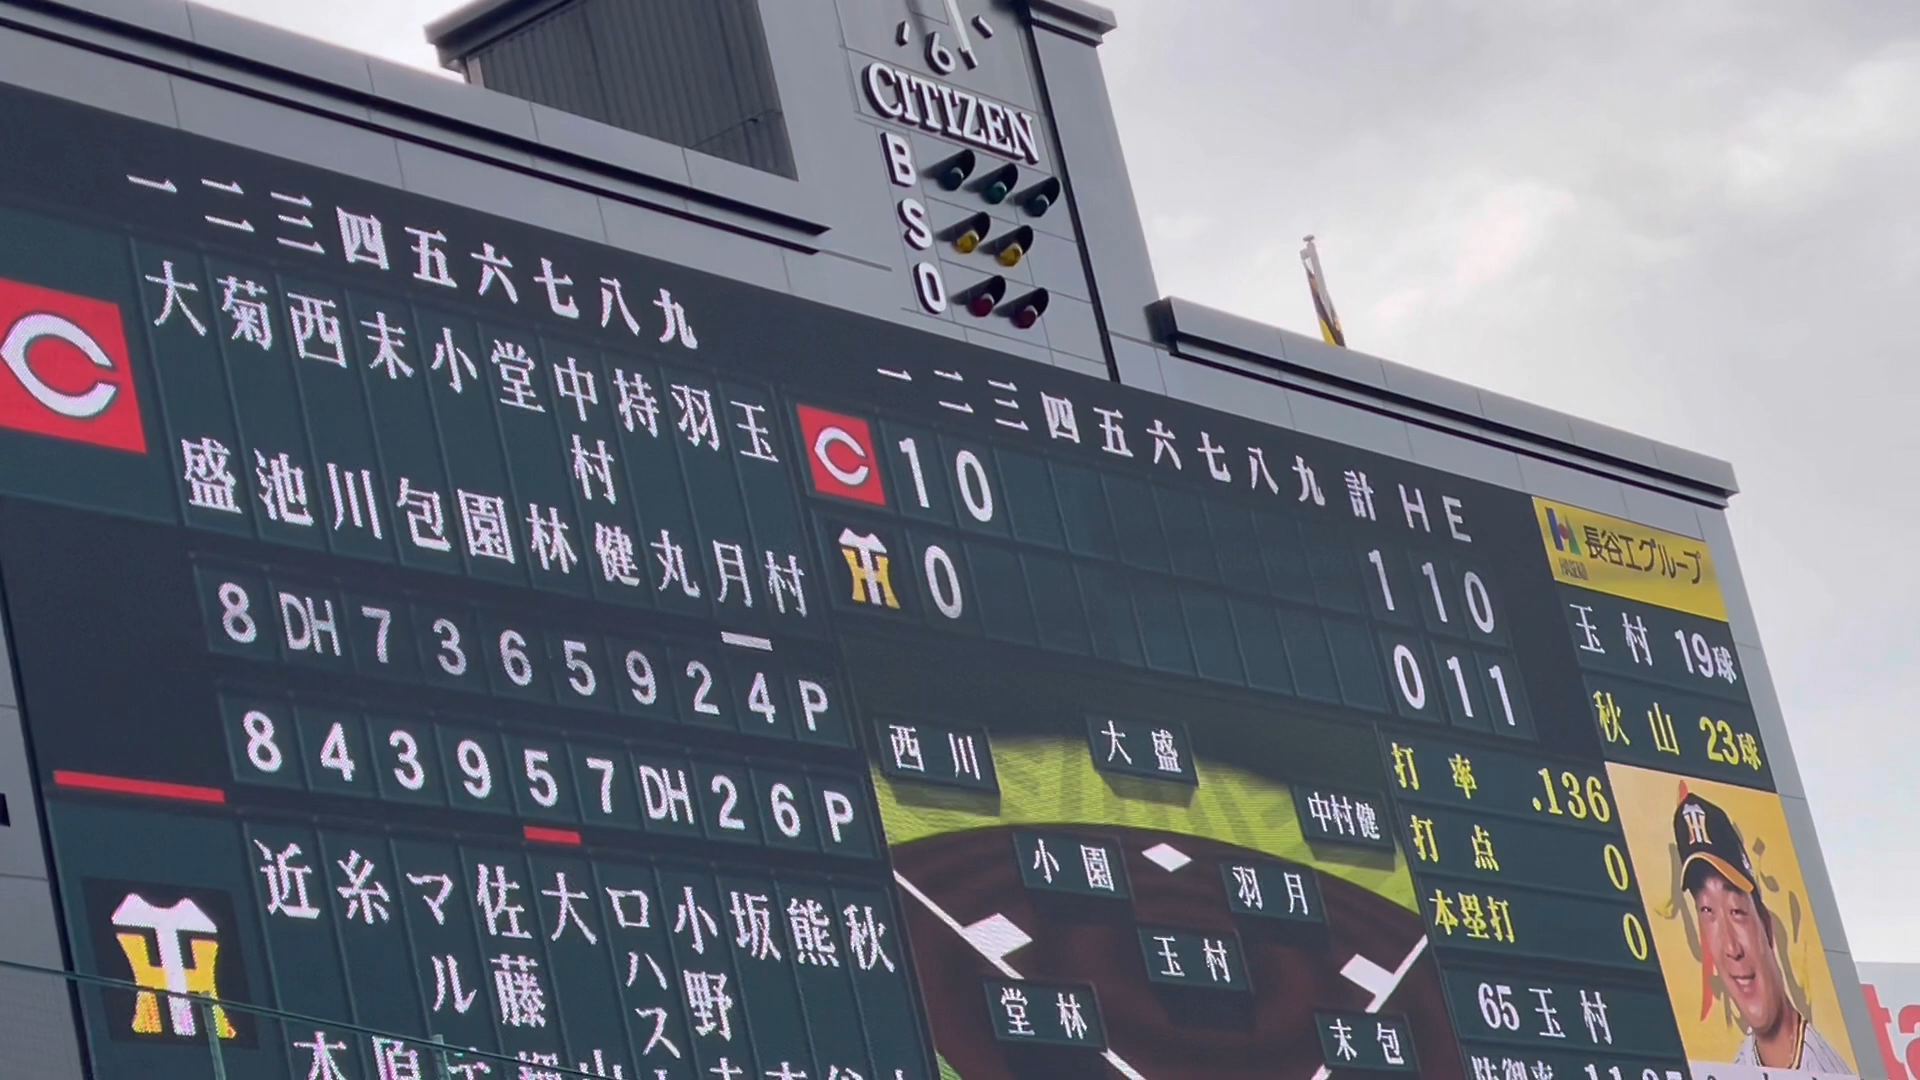 6
CITIZEN
B
S
O
一二三四五六七八九
大盛 菊池 西川 末包 小園 堂林 中村健 持丸 羽月 玉村
8 DH 7 3 6 5 9 2 4 P
8 4 3 9 5 7 DH 2 6 P
近 糸 マル 佐藤 大 ロハス 小野 坂 熊 秋
一二三四五六七八九計HE
C 1 0 1 1 0
0 0 1 1
長谷工グループ
玉村 19球
秋山 23球
西川 大盛
中村健
小園 羽月
玉村
堂林 末包
打率 .136
打点 0
本塁打 0
65 玉村